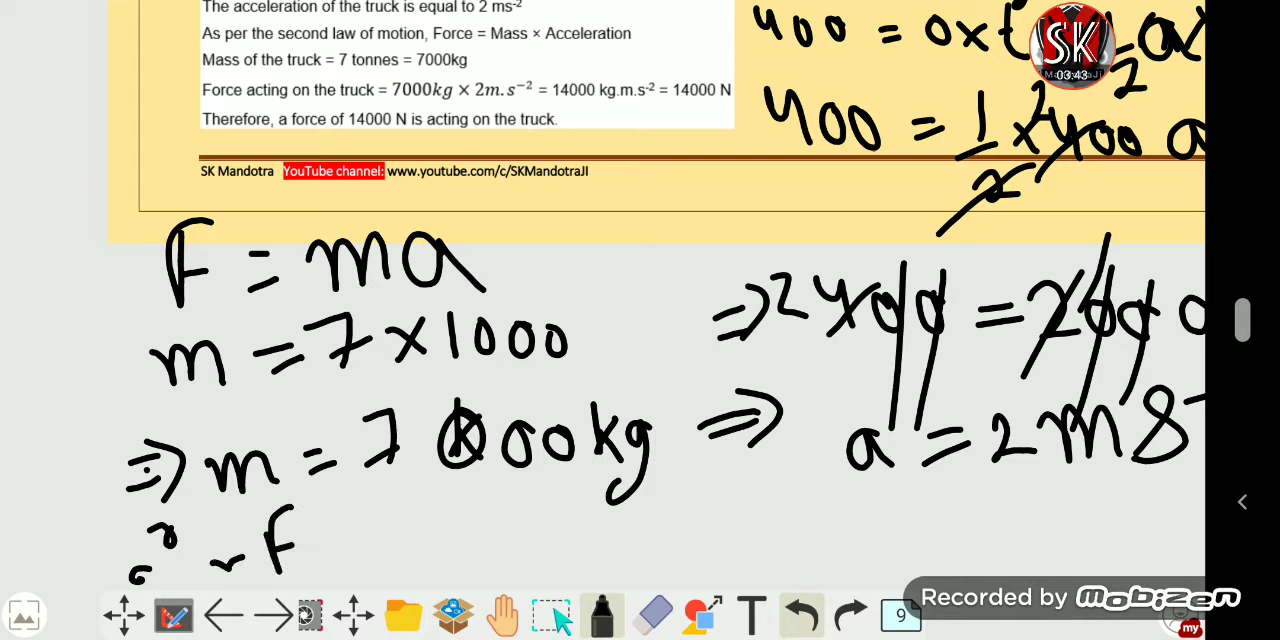 The acceleration of the truck is equal to 2 ms⁻²
As per the second law of motion, Force = Mass × Acceleration
Mass of the truck = 7 tonnes = 7000kg
Force acting on the truck = 7000kg × 2m.s⁻² = 14000 kg.m.s⁻² = 14000 N
Therefore, a force of 14000 N is acting on the truck.
SK Mandotra YouTube channel: www.youtube.com/c/SKMandotraJI
400 = 0×t
SK
03:43
400 = 1/2 × 400 a
F = ma
m = 7×1000
⇒ m = 7000kg
F
⇒ 400 = 200
⇒ a = 2ms
9
T
Recorded by mobizen
my